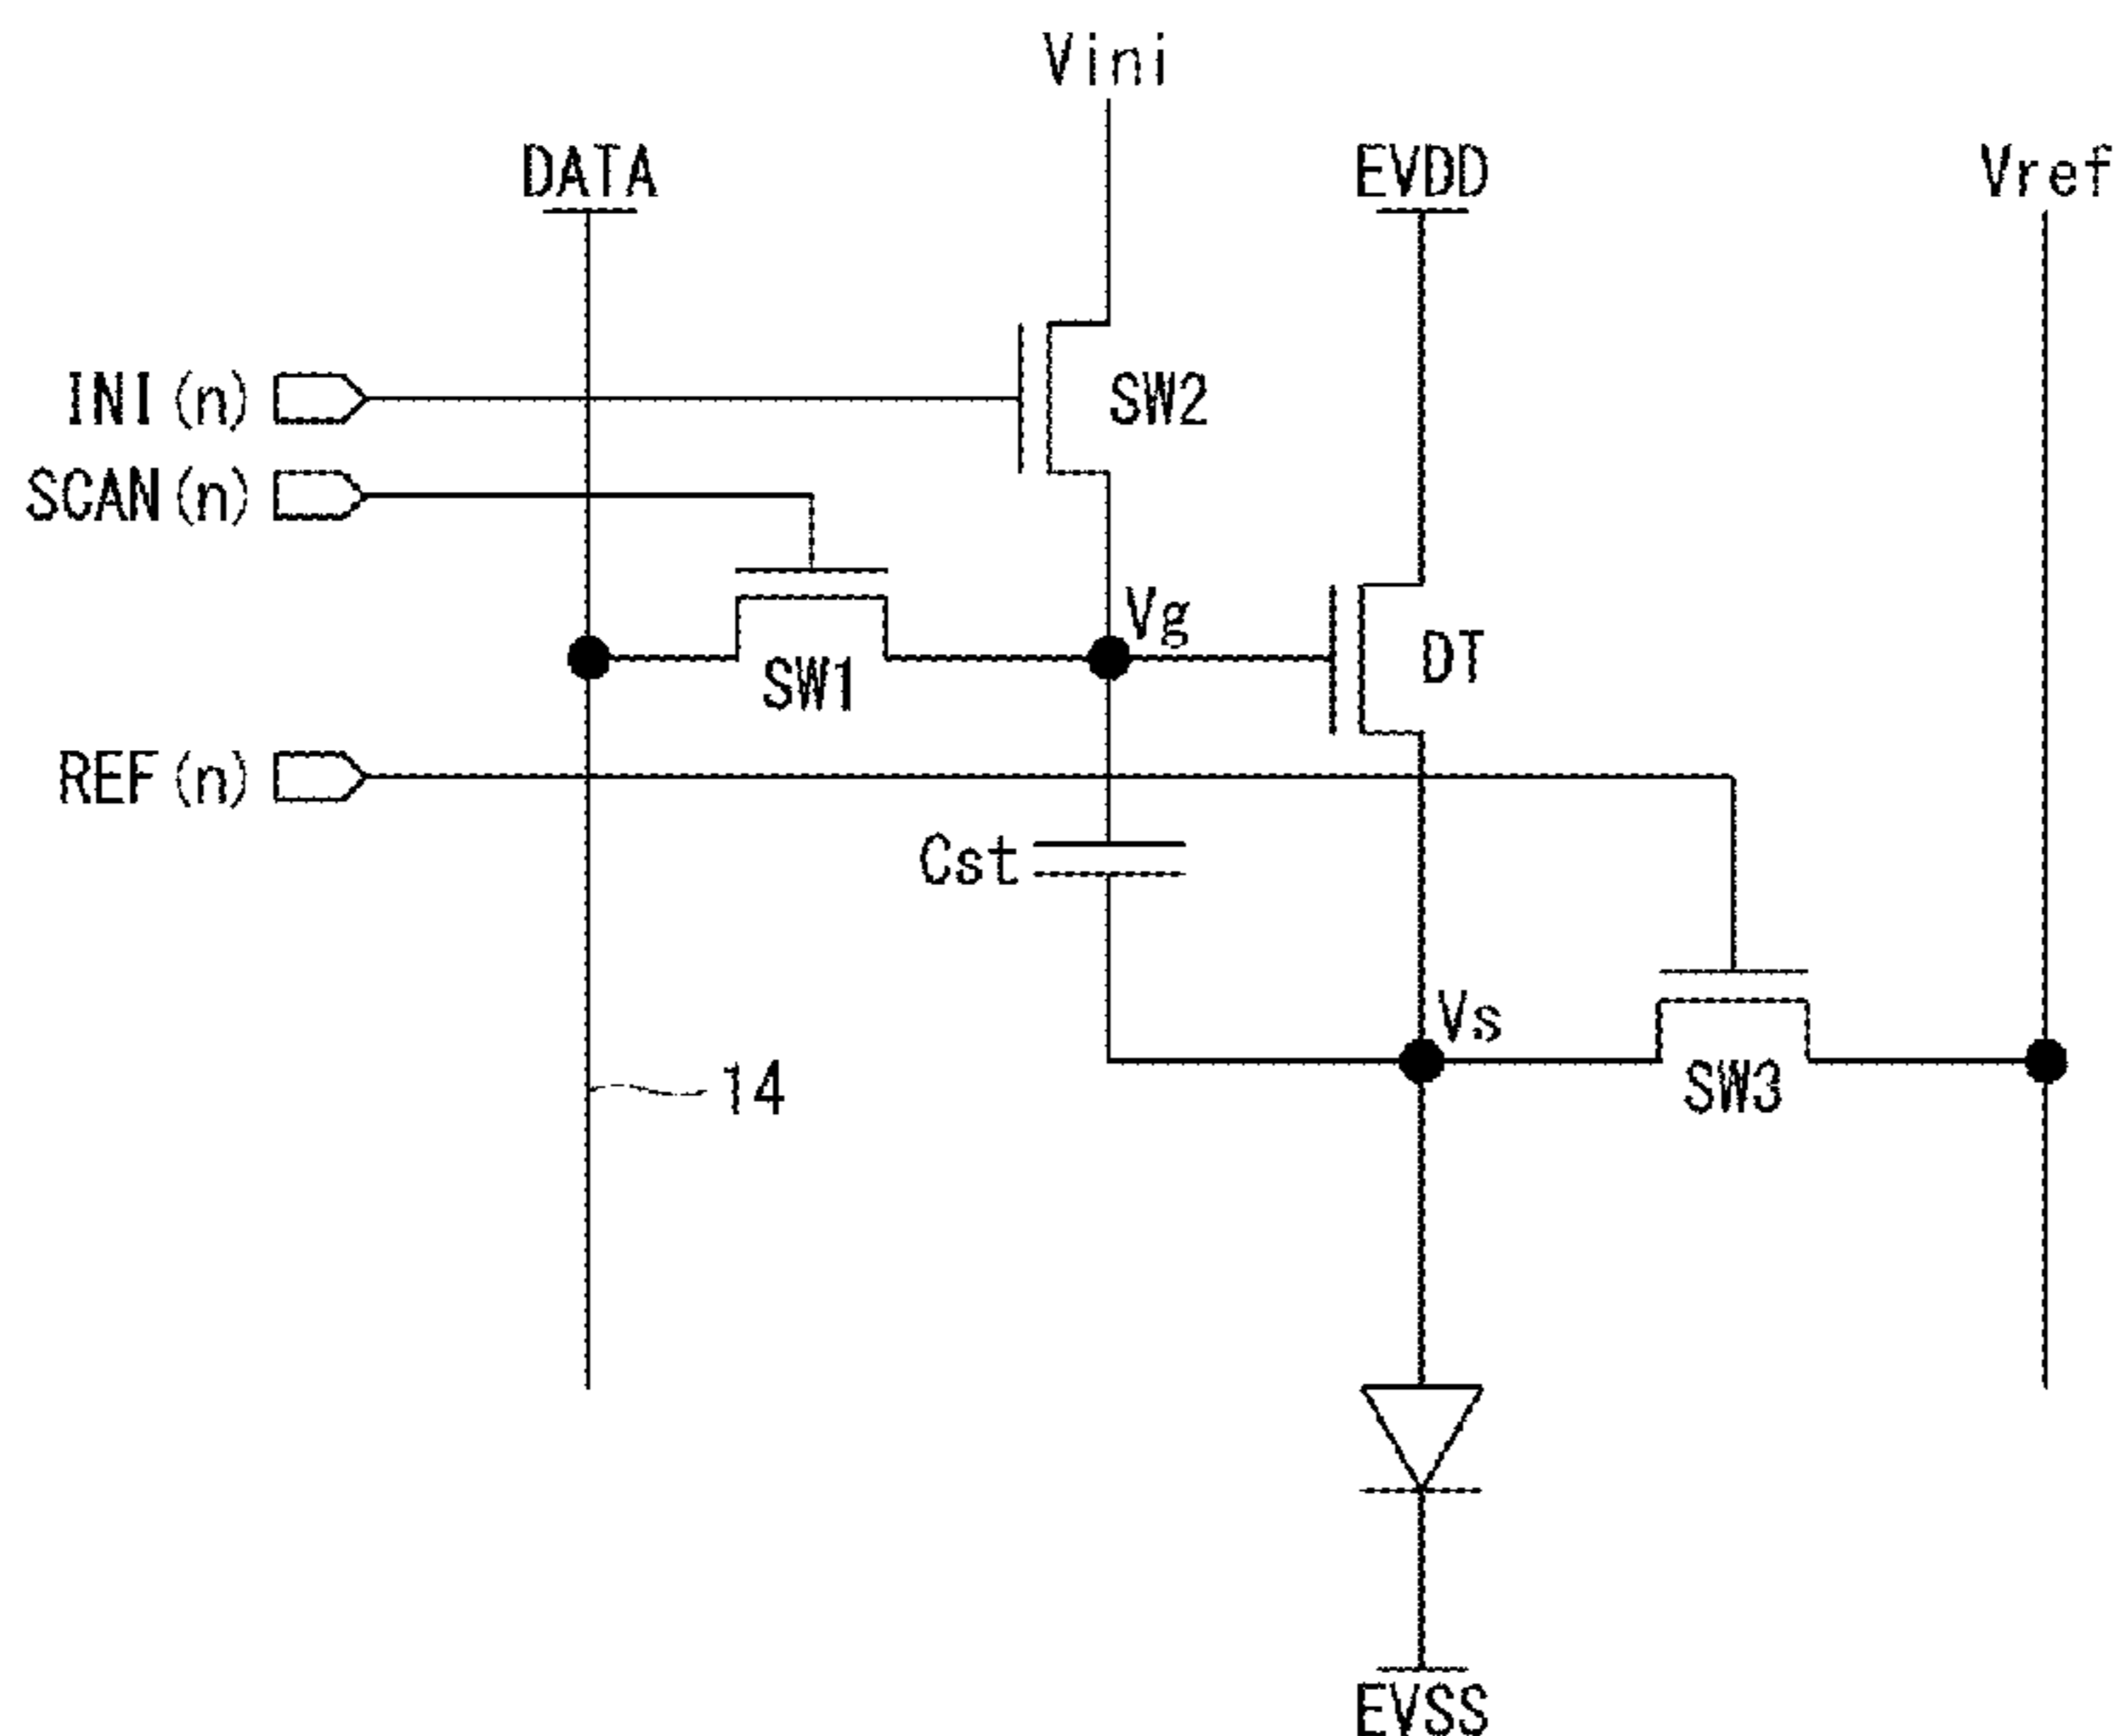 Vini
DATA
EVDD
Vref
INI(n)
SW2
SCAN(n)
Vg
SW1
DT
REF(n)
Cst
Vs
14
SW3
EVSS